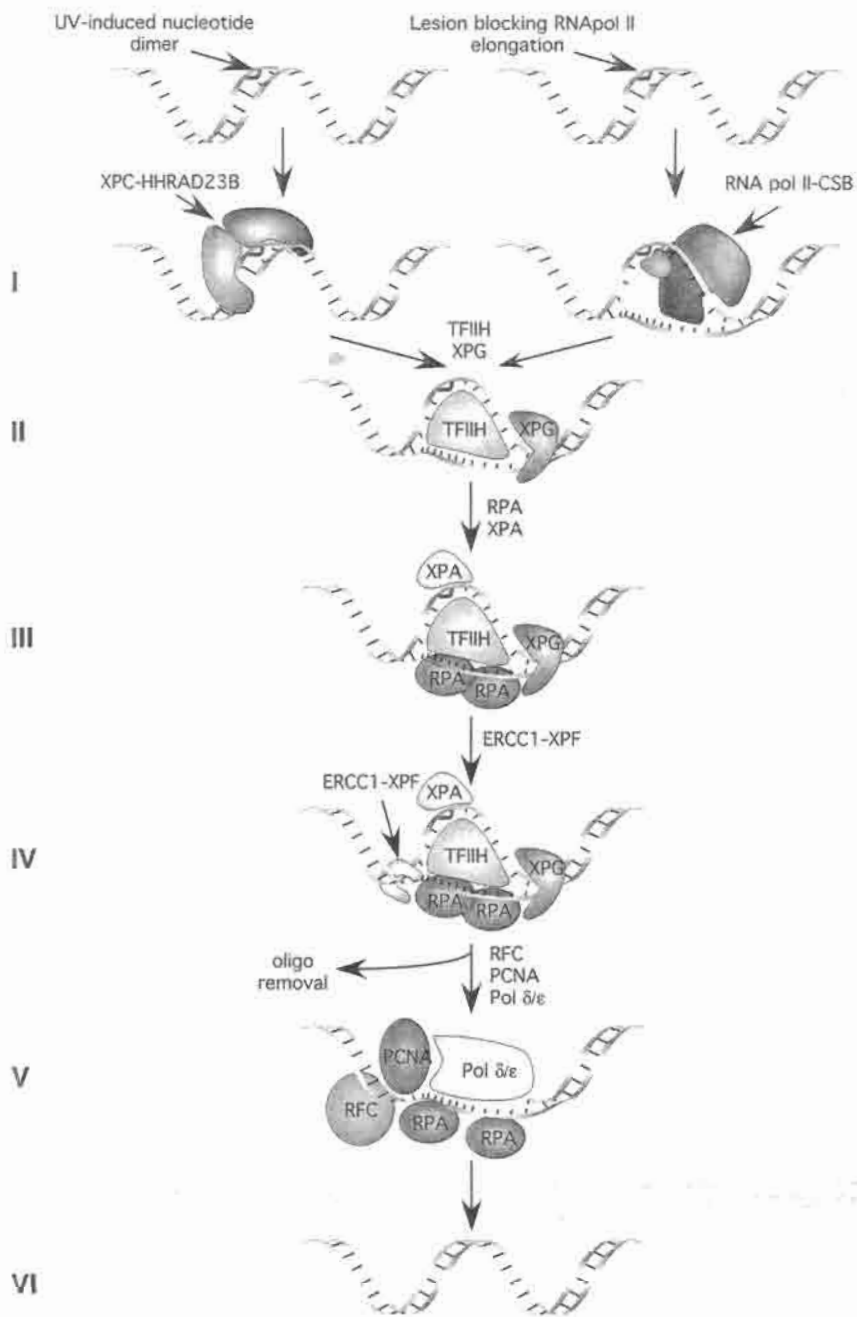 UV-induced nucleotide
dimer
Lesion blocking RNApol II
elongation
XPC-HHRAD23B
RNA pol II-CSB
I
TFIIH
XPG
II
TFIIH
XPG
RPA
XPA
XPA
III
TFIIH
XPG
RPA
RPA
ERCC1-XPF
ERCC1-XPF
XPA
IV
TFIIH
XPG
RPA
RPA
oligo
removal
RFC
PCNA
Pol δ/ε
V
PCNA
Pol δ/ε
RFC
RPA
RPA
VI